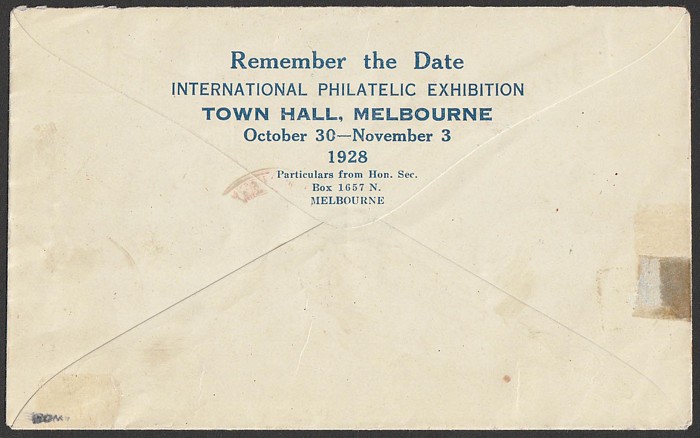 Remember the Date
INTERNATIONAL PHILATELIC EXHIBITION
TOWN HALL, MELBOURNE
October 30—November 3
1928
Particulars from Hon. Sec.
Box 1657 N.
MELBOURNE